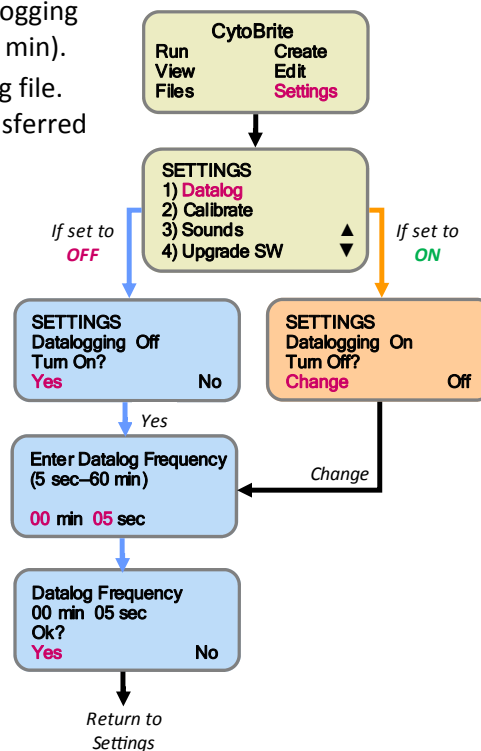 logging
min).
g file.
sferred
CytoBrite
Run Create
View Edit
Files Settings
SETTINGS
1) Datalog
2) Calibrate
3) Sounds ▲
4) Upgrade SW ▼
If set to
OFF
If set to
ON
SETTINGS
Datalogging Off
Turn On?
Yes No
SETTINGS
Datalogging On
Turn Off?
Change Off
Yes
Enter Datalog Frequency
(5 sec–60 min)
00 min 05 sec
Change
Datalog Frequency
00 min 05 sec
Ok?
Yes No
Return to
Settings